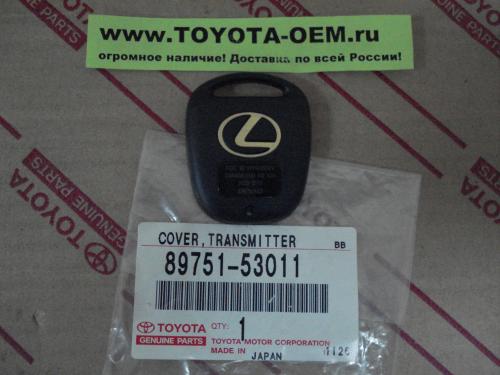 www.TOYOTA-OEM.ru
огромное наличие! Доставка по всей России!
COVER, TRANSMITTER BB
89751-53011
TOYOTA QTY: 1
GENUINE PARTS TOYOTA MOTOR CORPORATION
MADE IN JAPAN
TOYOTA
GENUINE PARTS